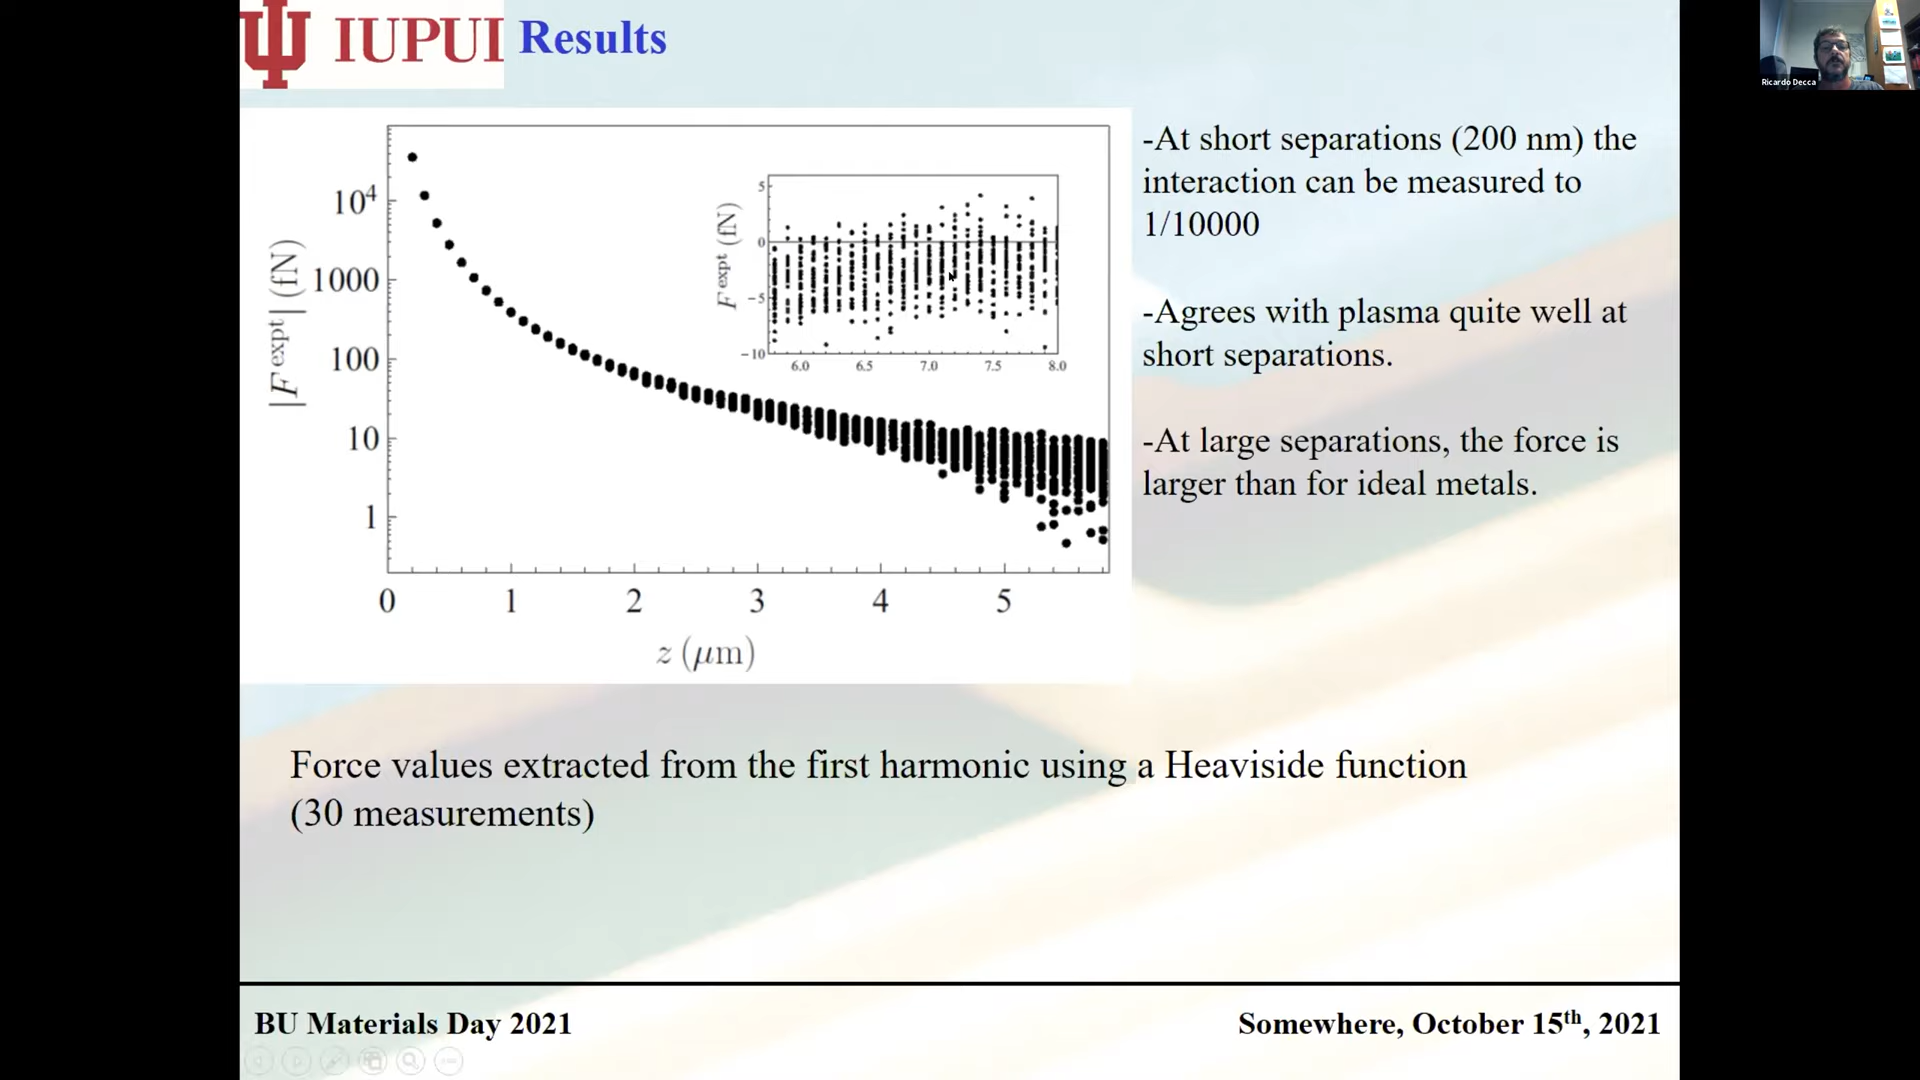 IUPUI Results
Ricardo Decca
-At short separations (200 nm) the
interaction can be measured to
1/10000
-Agrees with plasma quite well at
short separations.
-At large separations, the force is
larger than for ideal metals.
|F^expt| (fN)
10⁴
1000
100
10
1
0 1 2 3 4 5
z (μm)
F^expt (fN)
5
0
−5
−10
6.0 6.5 7.0 7.5 8.0
Force values extracted from the first harmonic using a Heaviside function
(30 measurements)
BU Materials Day 2021
Somewhere, October 15th, 2021